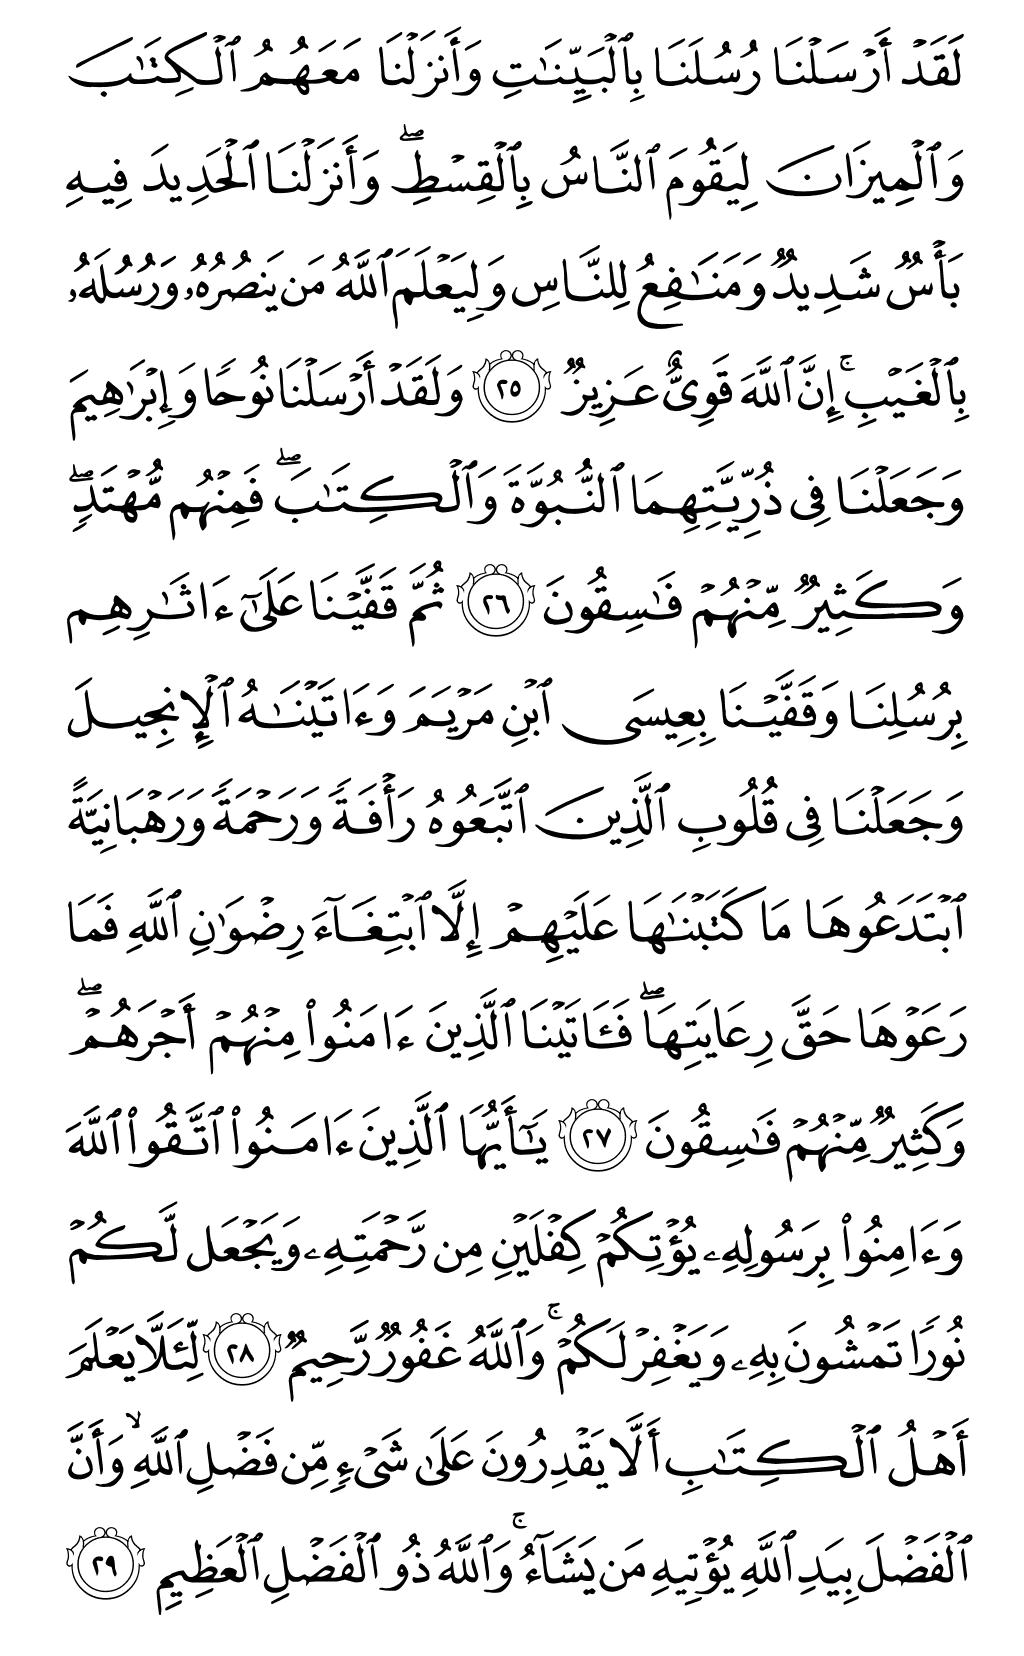 لَقَدۡ أَرۡسَلۡنَا رُسُلَنَا بِٱلۡبَيِّنَٰتِ وَأَنزَلۡنَا مَعَهُمُ ٱلۡكِتَٰبَ
وَٱلۡمِيزَانَ لِيَقُومَ ٱلنَّاسُ بِٱلۡقِسۡطِۖ وَأَنزَلۡنَا ٱلۡحَدِيدَ فِيهِ
بَأۡسٞ شَدِيدٞ وَمَنَٰفِعُ لِلنَّاسِ وَلِيَعۡلَمَ ٱللَّهُ مَن يَنصُرُهُۥ وَرُسُلَهُۥ
بِٱلۡغَيۡبِۚ إِنَّ ٱللَّهَ قَوِيٌّ عَزِيزٞ ٢٥ وَلَقَدۡ أَرۡسَلۡنَا نُوحٗا وَإِبۡرَٰهِيمَ
وَجَعَلۡنَا فِي ذُرِّيَّتِهِمَا ٱلنُّبُوَّةَ وَٱلۡكِتَٰبَۖ فَمِنۡهُم مُّهۡتَدٖۖ
وَكَثِيرٞ مِّنۡهُمۡ فَٰسِقُونَ ٢٦ ثُمَّ قَفَّيۡنَا عَلَىٰٓ ءَاثَٰرِهِم
بِرُسُلِنَا وَقَفَّيۡنَا بِعِيسَى ٱبۡنِ مَرۡيَمَ وَءَاتَيۡنَٰهُ ٱلۡإِنجِيلَ
وَجَعَلۡنَا فِي قُلُوبِ ٱلَّذِينَ ٱتَّبَعُوهُ رَأۡفَةٗ وَرَحۡمَةٗ وَرَهۡبَانِيَّةً
ٱبۡتَدَعُوهَا مَا كَتَبۡنَٰهَا عَلَيۡهِمۡ إِلَّا ٱبۡتِغَآءَ رِضۡوَٰنِ ٱللَّهِ فَمَا
رَعَوۡهَا حَقَّ رِعَايَتِهَاۖ فَـَٔاتَيۡنَا ٱلَّذِينَ ءَامَنُواْ مِنۡهُمۡ أَجۡرَهُمۡۖ
وَكَثِيرٞ مِّنۡهُمۡ فَٰسِقُونَ ٢٧ يَٰٓأَيُّهَا ٱلَّذِينَ ءَامَنُواْ ٱتَّقُواْ ٱللَّهَ
وَءَامِنُواْ بِرَسُولِهِۦ يُؤۡتِكُمۡ كِفۡلَيۡنِ مِن رَّحۡمَتِهِۦ وَيَجۡعَل لَّكُمۡ
نُورٗا تَمۡشُونَ بِهِۦ وَيَغۡفِرۡ لَكُمۡۚ وَٱللَّهُ غَفُورٞ رَّحِيمٞ ٢٨ لِّئَلَّا يَعۡلَمَ
أَهۡلُ ٱلۡكِتَٰبِ أَلَّا يَقۡدِرُونَ عَلَىٰ شَيۡءٖ مِّن فَضۡلِ ٱللَّهِۙ وَأَنَّ
ٱلۡفَضۡلَ بِيَدِ ٱللَّهِ يُؤۡتِيهِ مَن يَشَآءُۚ وَٱللَّهُ ذُو ٱلۡفَضۡلِ ٱلۡعَظِيمِ ٢٩